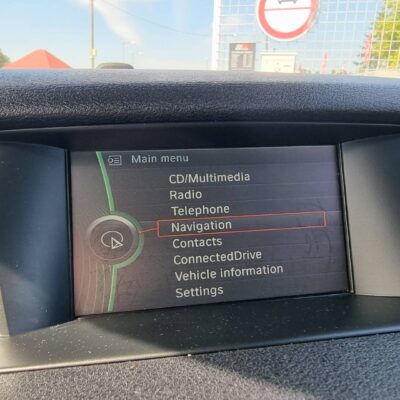 Main menu
CD/Multimedia
Radio
Telephone
Navigation
Contacts
ConnectedDrive
Vehicle information
Settings